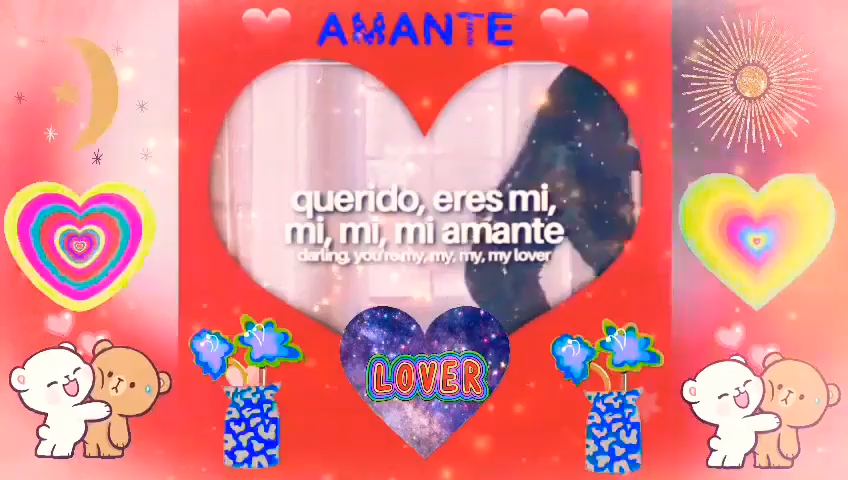 AMANTE
querido, eres mi,
mi, mi, mi amante
darling, you're my, my, my, my lover
LOVER